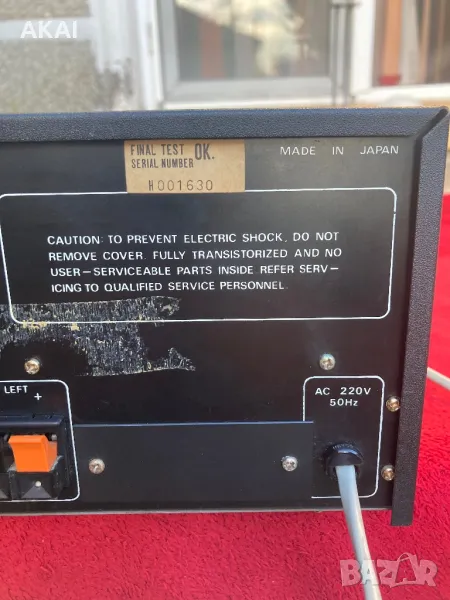 AKAI
FINAL TEST OK.
SERIAL NUMBER
H001630
MADE IN JAPAN
CAUTION: TO PREVENT ELECTRIC SHOCK, DO NOT
REMOVE COVER. FULLY TRANSISTORIZED AND NO
USER-SERVICEABLE PARTS INSIDE REFER SERV-
ICING TO QUALIFIED SERVICE PERSONNEL.
LEFT +
AC 220V
50Hz
BAZAR